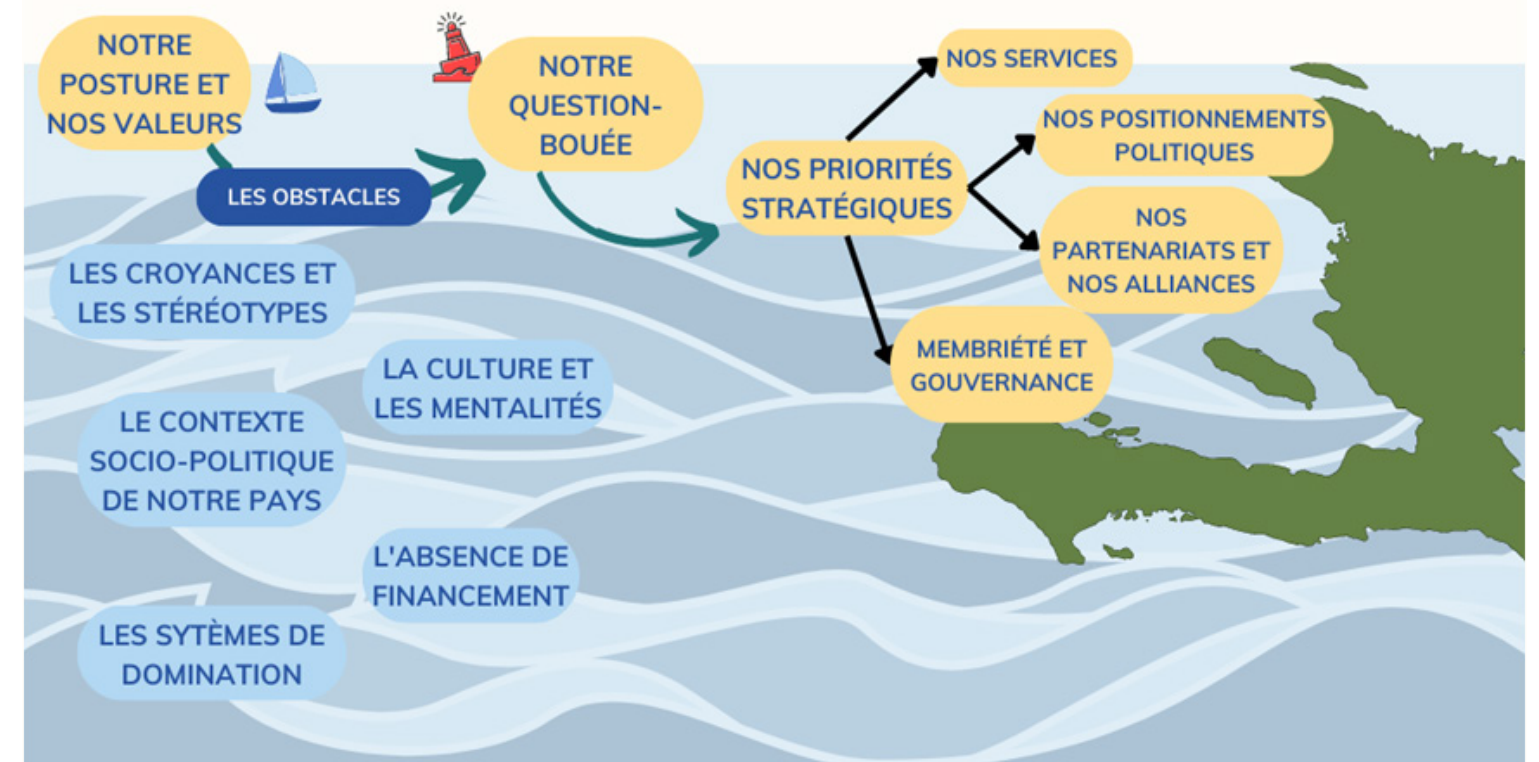 NOTRE
POSTURE ET
NOS VALEURS
LES OBSTACLES
NOTRE
QUESTION-
BOUÉE
NOS PRIORITÉS
STRATÉGIQUES
NOS SERVICES
NOS POSITIONNEMENTS
POLITIQUES
NOS
PARTENARIATS ET
NOS ALLIANCES
MEMBRIÉTÉ ET
GOUVERNANCE
LES CROYANCES ET
LES STÉRÉOTYPES
LA CULTURE ET
LES MENTALITÉS
LE CONTEXTE
SOCIO-POLITIQUE
DE NOTRE PAYS
L'ABSENCE DE
FINANCEMENT
LES SYTÈMES DE
DOMINATION